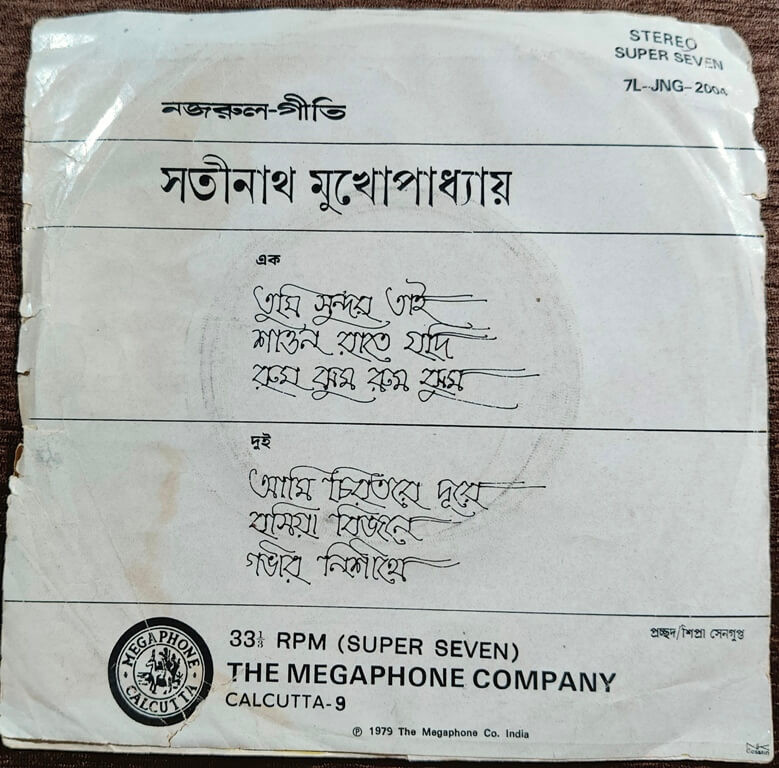 STEREO
SUPER SEVEN
7L-JNG-2004
নজরুল-গীতি
সতীনাথ মুখোপাধ্যায়
এক
তুমি সুন্দর তাই
শাওন রাতে যদি
রুম ঝুম রুম ঝুম
দুই
আমি চিরতরে দূরে
বসিয়া বিজনে
গভীর নিশীথে
প্রচ্ছদ/শিপ্রা সেনগুপ্ত
MEGAPHONE
CALCUTTA
33⅓ RPM (SUPER SEVEN)
THE MEGAPHONE COMPANY
CALCUTTA-9
℗ 1979 The Megaphone Co. India